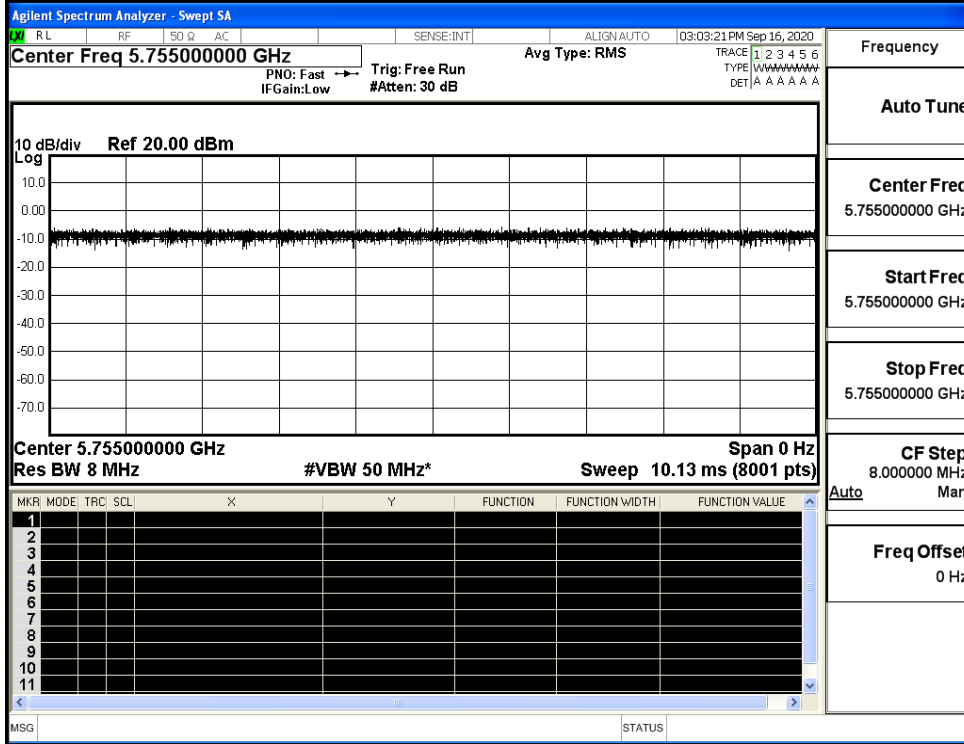 Agilent Spectrum Analyzer - Swept SA
LXI RL RF 50 Ω AC SENSE:INT ALIGN AUTO 03:03:21 PM Sep 16, 2020
Center Freq 5.755000000 GHz
Avg Type: RMS
TRACE 1 2 3 4 5 6
PNO: Fast Trig: Free Run
TYPE WWWWWW
IFGain:Low #Atten: 30 dB
DET A A A A A A
10 dB/div Ref 20.00 dBm
Log
10.0
0.00
-10.0
-20.0
-30.0
-40.0
-50.0
-60.0
-70.0
Center 5.755000000 GHz Span 0 Hz
Res BW 8 MHz #VBW 50 MHz* Sweep 10.13 ms (8001 pts)
MKR MODE TRC SCL X Y FUNCTION FUNCTION WIDTH FUNCTION VALUE
1
2
3
4
5
6
7
8
9
10
11
MSG STATUS
Frequency
Auto Tune
Center Freq
5.755000000 GHz
Start Freq
5.755000000 GHz
Stop Freq
5.755000000 GHz
CF Step
8.000000 MHz
Auto Man
Freq Offset
0 Hz